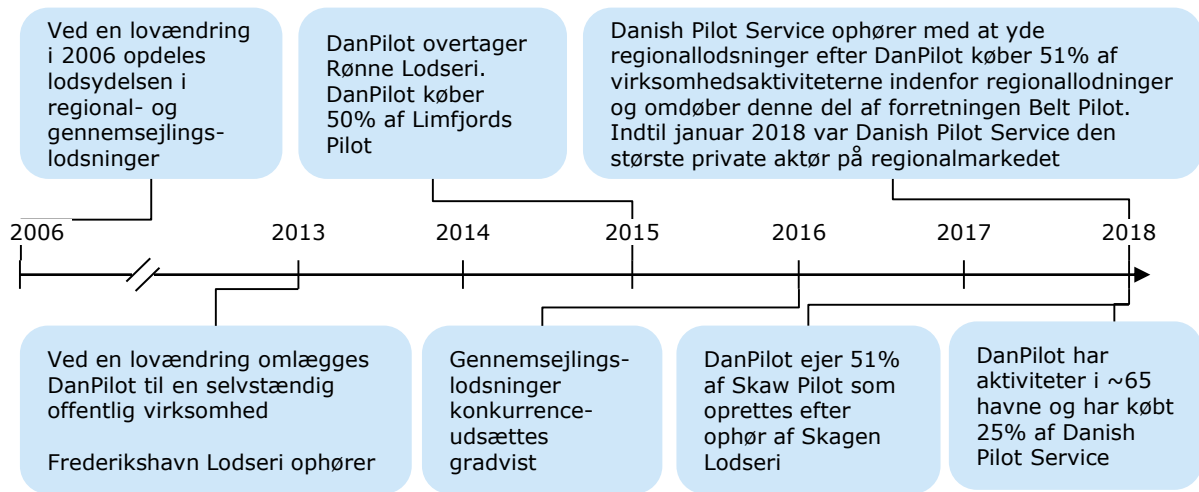 Ved en lovændring
i 2006 opdeles
lodsydelsen i
regional- og
gennemsejlings-
lodsninger
DanPilot overtager
Rønne Lodseri.
DanPilot køber
50% af Limfjords
Pilot
Danish Pilot Service ophører med at yde
regionallodsninger efter DanPilot køber 51% af
virksomhedsaktiviteterne indenfor regionallodninger
og omdøber denne del af forretningen Belt Pilot.
Indtil januar 2018 var Danish Pilot Service den
største private aktør på regionalmarkedet
2006 2013 2014 2015 2016 2017 2018
Ved en lovændring omlægges
DanPilot til en selvstændig
offentlig virksomhed
Frederikshavn Lodseri ophører
Gennemsejlings-
lodsninger
konkurrence-
udsættes
gradvist
DanPilot ejer 51%
af Skaw Pilot som
oprettes efter
ophør af Skagen
Lodseri
DanPilot har
aktiviteter i ~65
havne og har købt
25% af Danish
Pilot Service